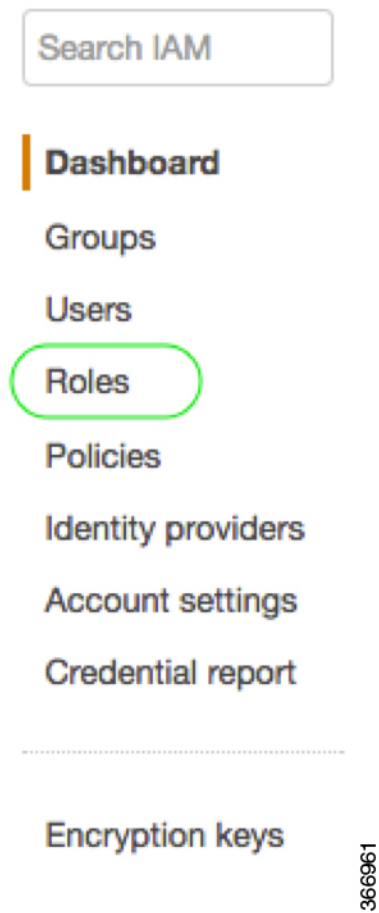 Search IAM
Dashboard
Groups
Users
Roles
Policies
Identity providers
Account settings
Credential report
Encryption keys
366961